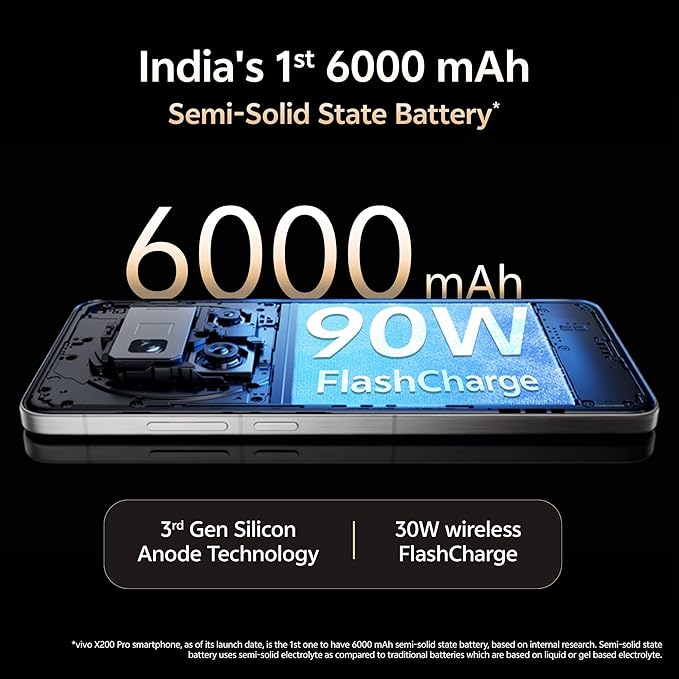 India's 1st 6000 mAh
Semi-Solid State Battery*
6000 mAh
90W
FlashCharge
3rd Gen Silicon
Anode Technology
30W wireless
FlashCharge
*vivo X200 Pro smartphone, as of its launch date, is the 1st one to have 6000 mAh semi-solid state battery, based on internal research. Semi-solid state
battery uses semi-solid electrolyte as compared to traditional batteries which are based on liquid or gel based electrolyte.